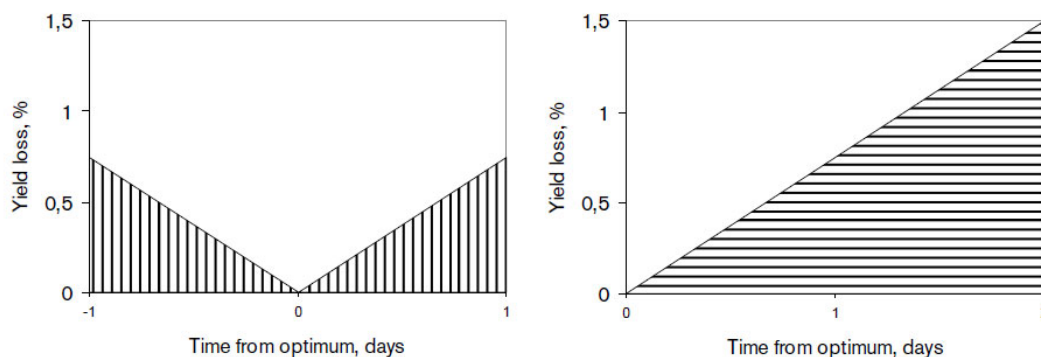 1,5
1
0,5
0
Yield loss, %
-1 0 1
Time from optimum, days
1,5
1
0,5
0
Yield loss, %
0 1
Time from optimum, days